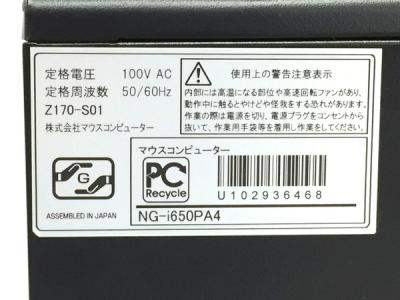 定格電圧 100V AC
定格周波数 50/60Hz
Z170-S01
株式会社マウスコンピューター
G
ASSEMBLED IN JAPAN
使用上の警告注意表示
内部には高温になる部位や高速回転ファンがあり、
動作中に触るとやけどや怪我をする恐れがあります。
作業の際は電源を切り、電源プラグをコンセントから
抜いて、作業用手袋等を着用し作業をしてください。
マウスコンピューター
PC
Recycle
U102936468
NG-i650PA4